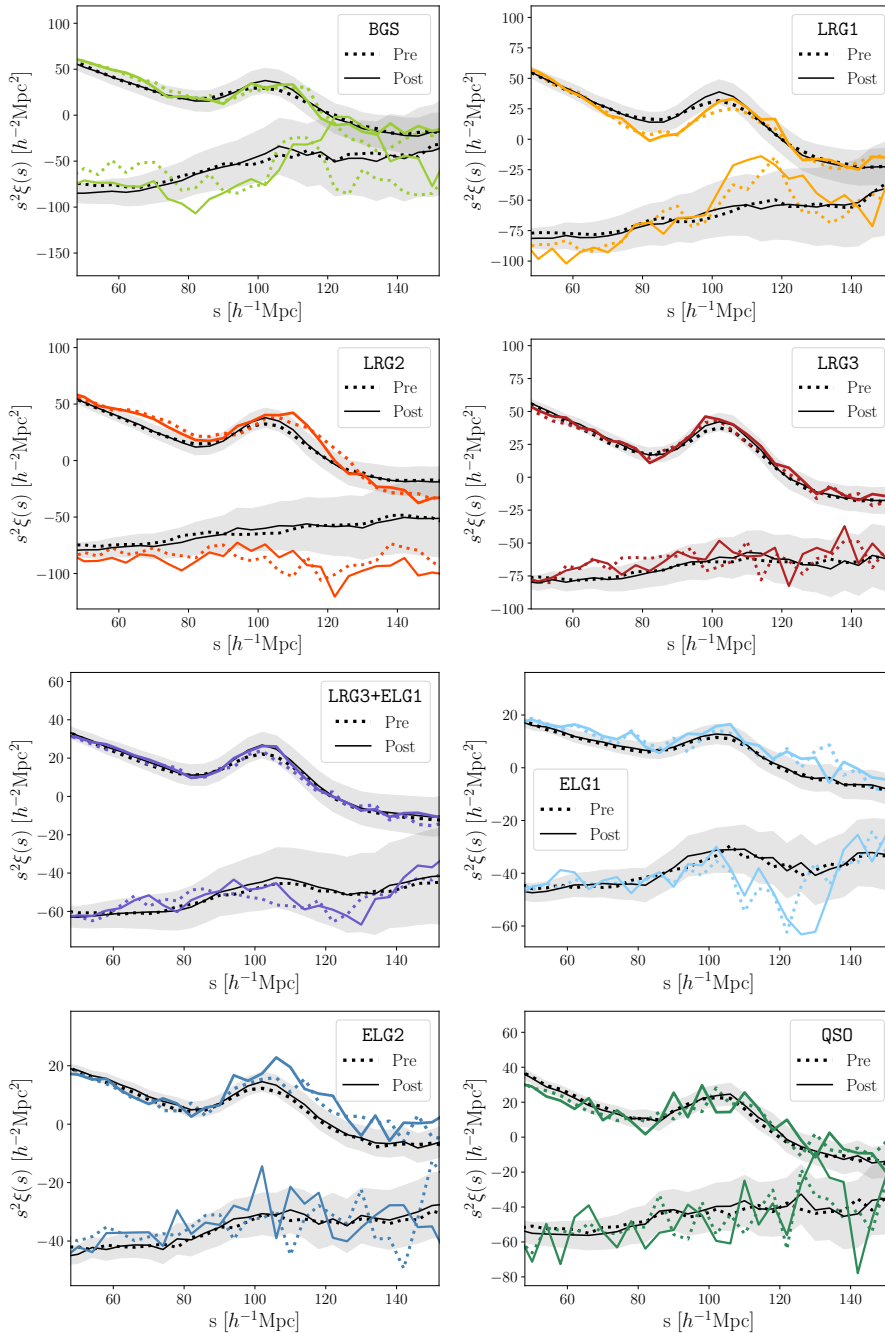 BGS
Pre
Post
100
50
0
−50
−100
−150
s²ξ(s) [h⁻²Mpc²]
60 80 100 120 140
s [h⁻¹Mpc]
LRG1
Pre
Post
100
75
50
25
0
−25
−50
−75
−100
s²ξ(s) [h⁻²Mpc²]
60 80 100 120 140
s [h⁻¹Mpc]
LRG2
Pre
Post
100
50
0
−50
−100
s²ξ(s) [h⁻²Mpc²]
60 80 100 120 140
s [h⁻¹Mpc]
LRG3
Pre
Post
100
75
50
25
0
−25
−50
−75
−100
s²ξ(s) [h⁻²Mpc²]
60 80 100 120 140
s [h⁻¹Mpc]
LRG3+ELG1
Pre
Post
60
40
20
0
−20
−40
−60
s²ξ(s) [h⁻²Mpc²]
60 80 100 120 140
s [h⁻¹Mpc]
ELG1
Pre
Post
20
0
−20
−40
−60
s²ξ(s) [h⁻²Mpc²]
60 80 100 120 140
s [h⁻¹Mpc]
ELG2
Pre
Post
20
0
−20
−40
s²ξ(s) [h⁻²Mpc²]
60 80 100 120 140
s [h⁻¹Mpc]
QSO
Pre
Post
60
40
20
0
−20
−40
−60
−80
s²ξ(s) [h⁻²Mpc²]
60 80 100 120 140
s [h⁻¹Mpc]